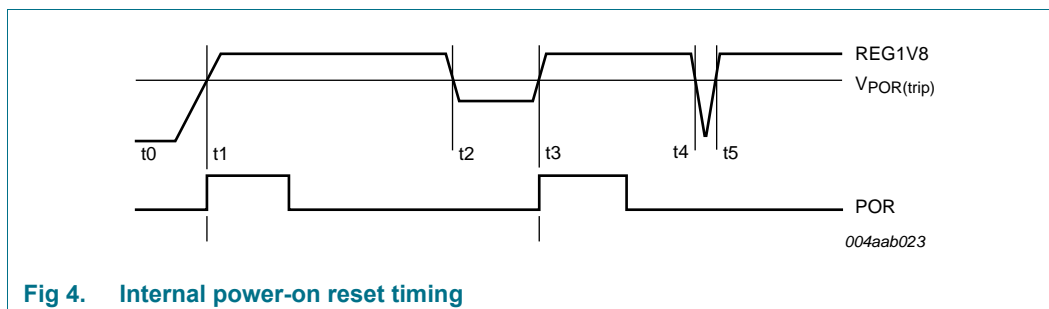 REG1V8
VPOR(trip)
t0 t1 t2 t3 t4 t5
POR
004aab023
Fig 4. Internal power-on reset timing